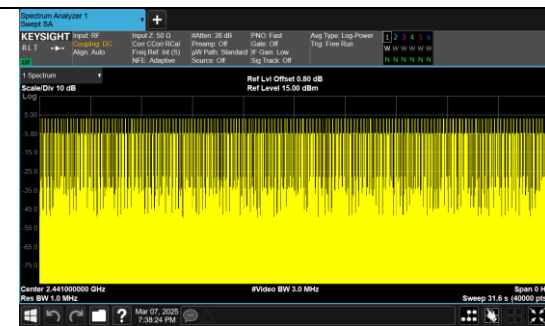 Spectrum Analyzer 1
Swept SA
KEYSIGHT Input: RF Input Z: 50 Ω #Atten: 26 dB PNO: Fast Avg Type: Log-Power 1 2 3 4 5 6
RLT Coupling: DC Corr CCorr RCal Preamp: Off Gate: Off Trig: Free Run W W W W W W
Align: Auto Freq Ref: Int (S) µW Path: Standard IF Gain: Low
NFE: Adaptive Source: Off Sig Track: Off N N N N N N
1 Spectrum
Ref Lvl Offset 0.80 dB
Scale/Div 10 dB Ref Level 15.00 dBm
Log
5.00
-5.00
-15.0
-25.0
-35.0
-45.0
-55.0
-65.0
-75.0
Center 2.441000000 GHz #Video BW 3.0 MHz Span 0 H
Res BW 1.0 MHz Sweep 31.6 s (40000 pts
? Mar 07, 2025
7:38:24 PM